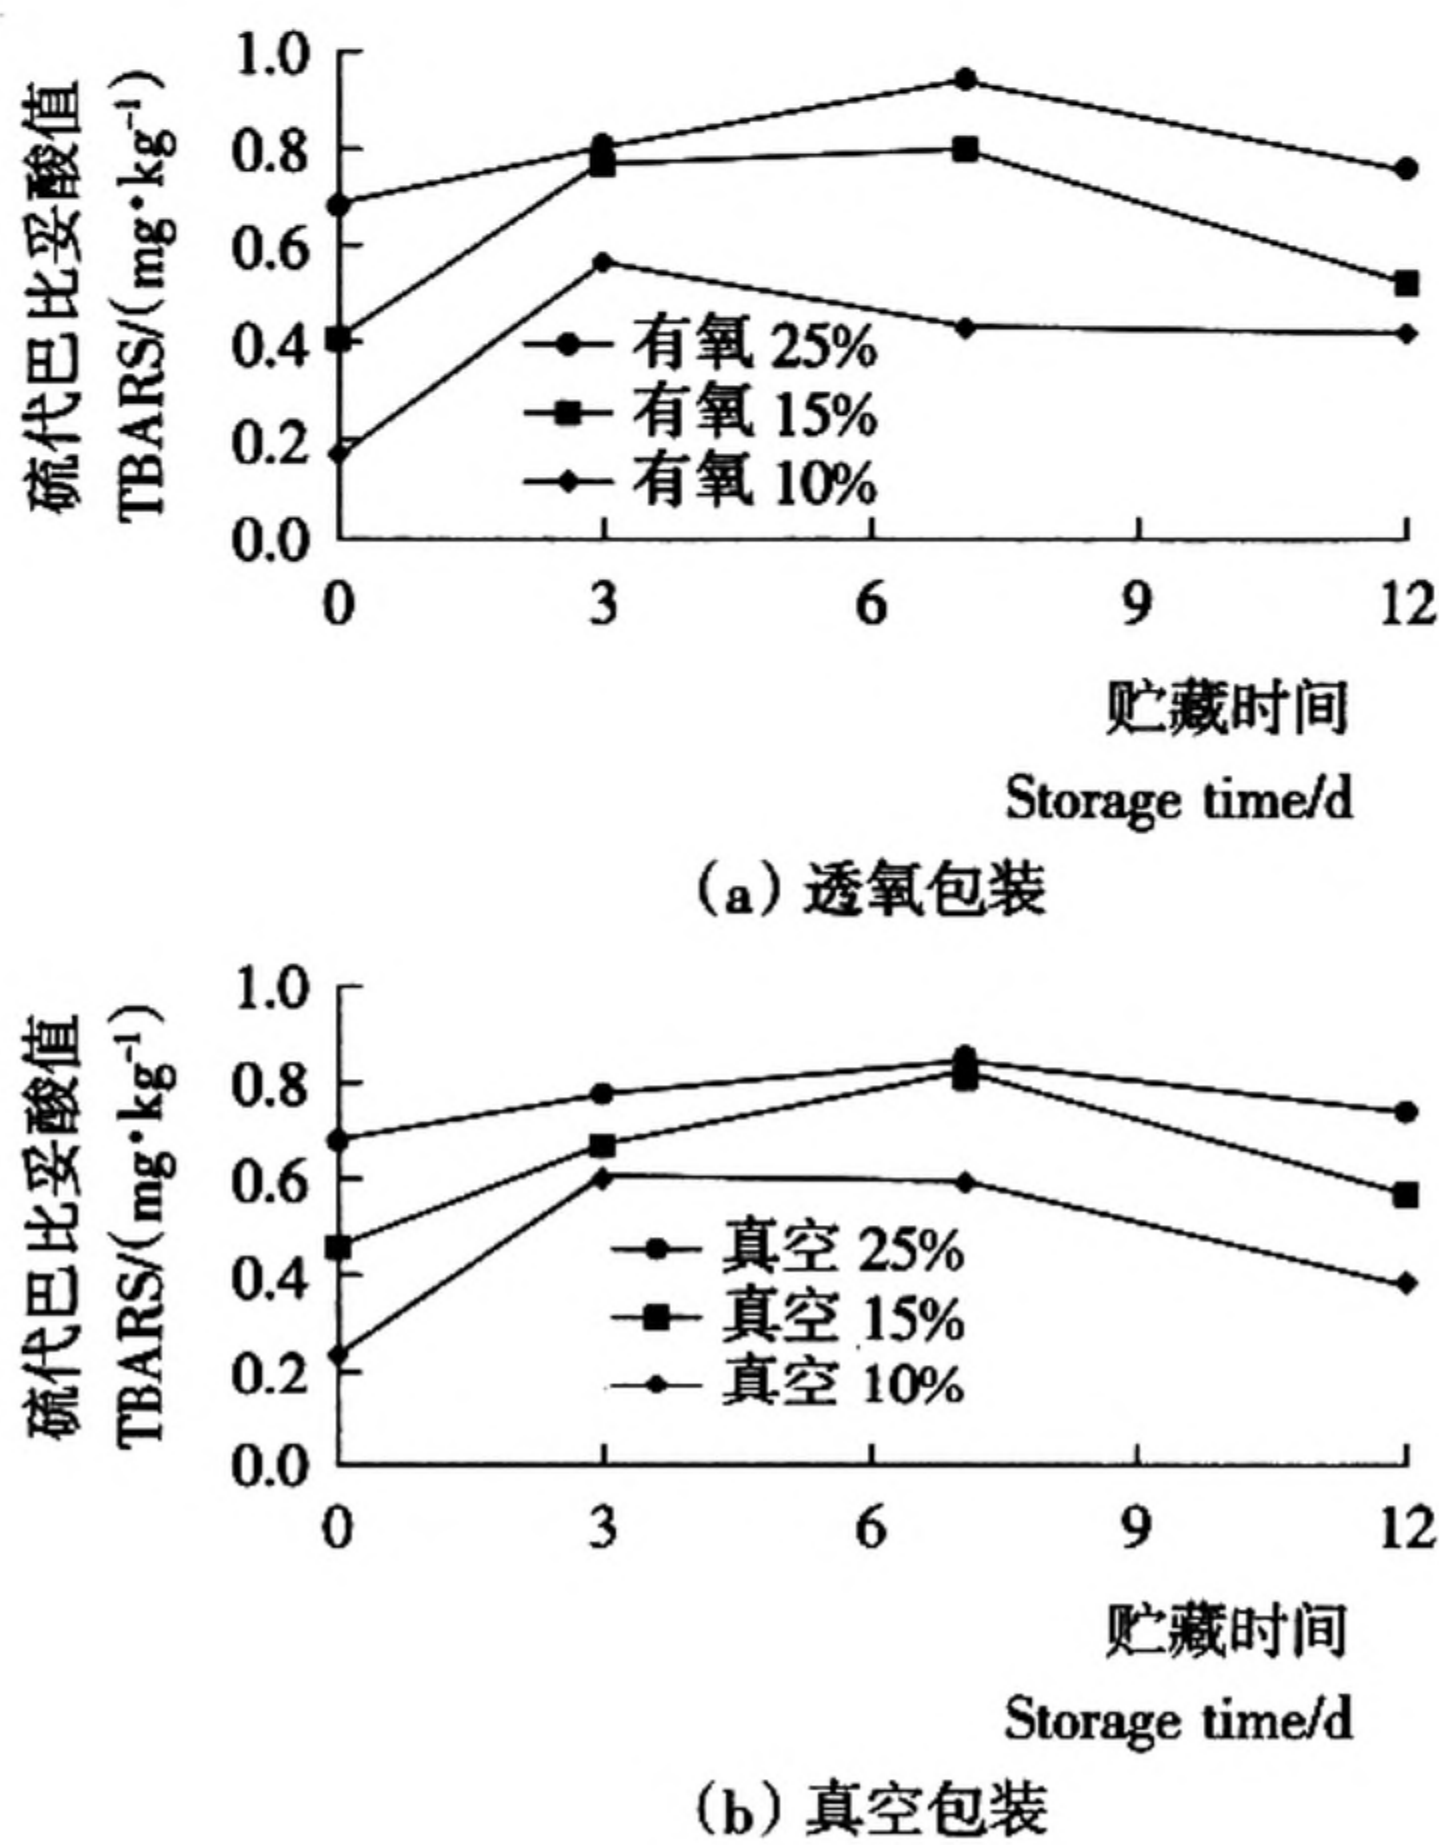 硫代巴比妥酸值
TBARS/(mg•kg⁻¹)
1.0
0.8
0.6
0.4
0.2
0.0
有氧 25%
有氧 15%
有氧 10%
0 3 6 9 12
贮藏时间
Storage time/d
(a) 透氧包装
硫代巴比妥酸值
TBARS/(mg•kg⁻¹)
1.0
0.8
0.6
0.4
0.2
0.0
真空 25%
真空 15%
真空 10%
0 3 6 9 12
贮藏时间
Storage time/d
(b) 真空包装